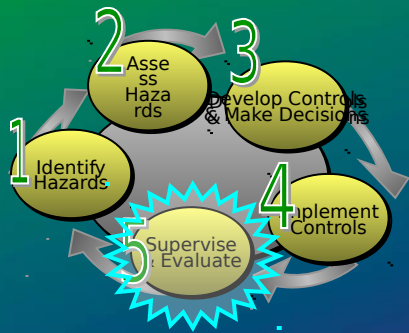 1
Identify
Hazards
2
Asse
ss
Haza
rds
3
Develop Controls
& Make Decisions
4
Implement
Controls
5
Supervise
& Evaluate